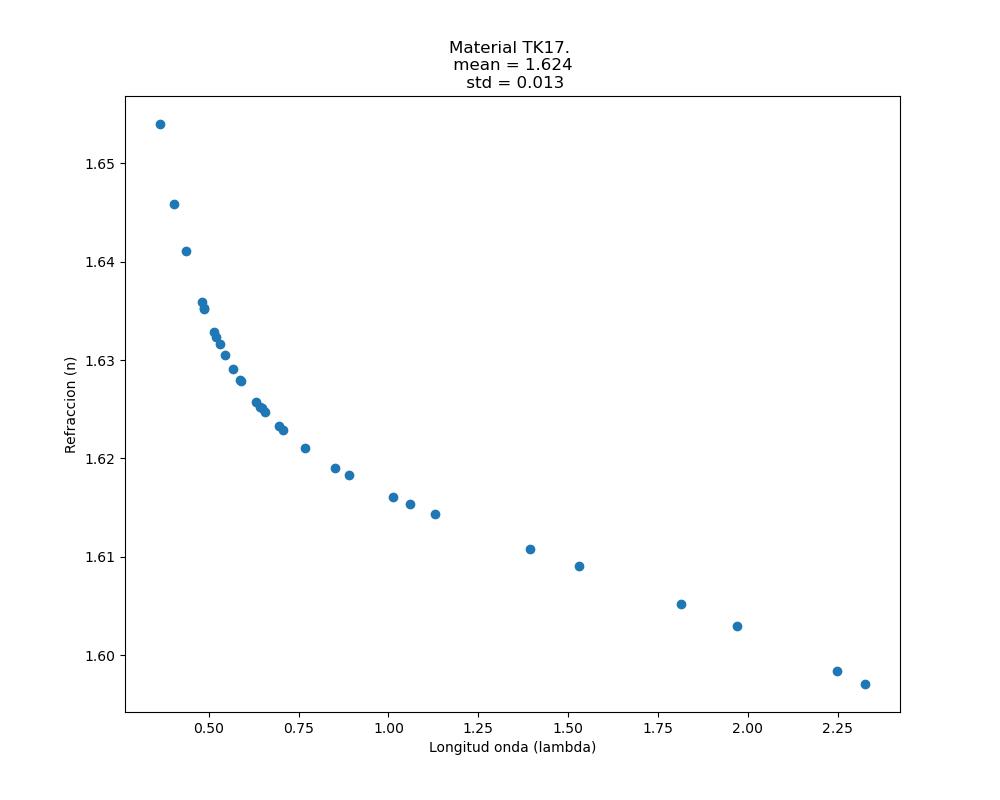 Material TK17.
mean = 1.624
std = 0.013
Refraccion (n)
1.65
1.64
1.63
1.62
1.61
1.60
0.50 0.75 1.00 1.25 1.50 1.75 2.00 2.25
Longitud onda (lambda)